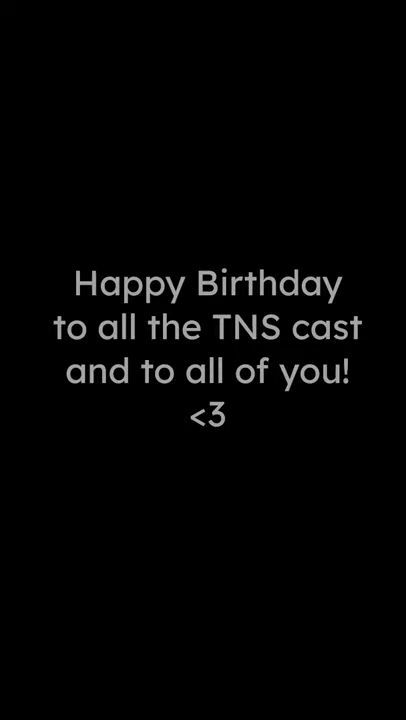 Happy Birthday
to all the TNS cast
and to all of you!
<3